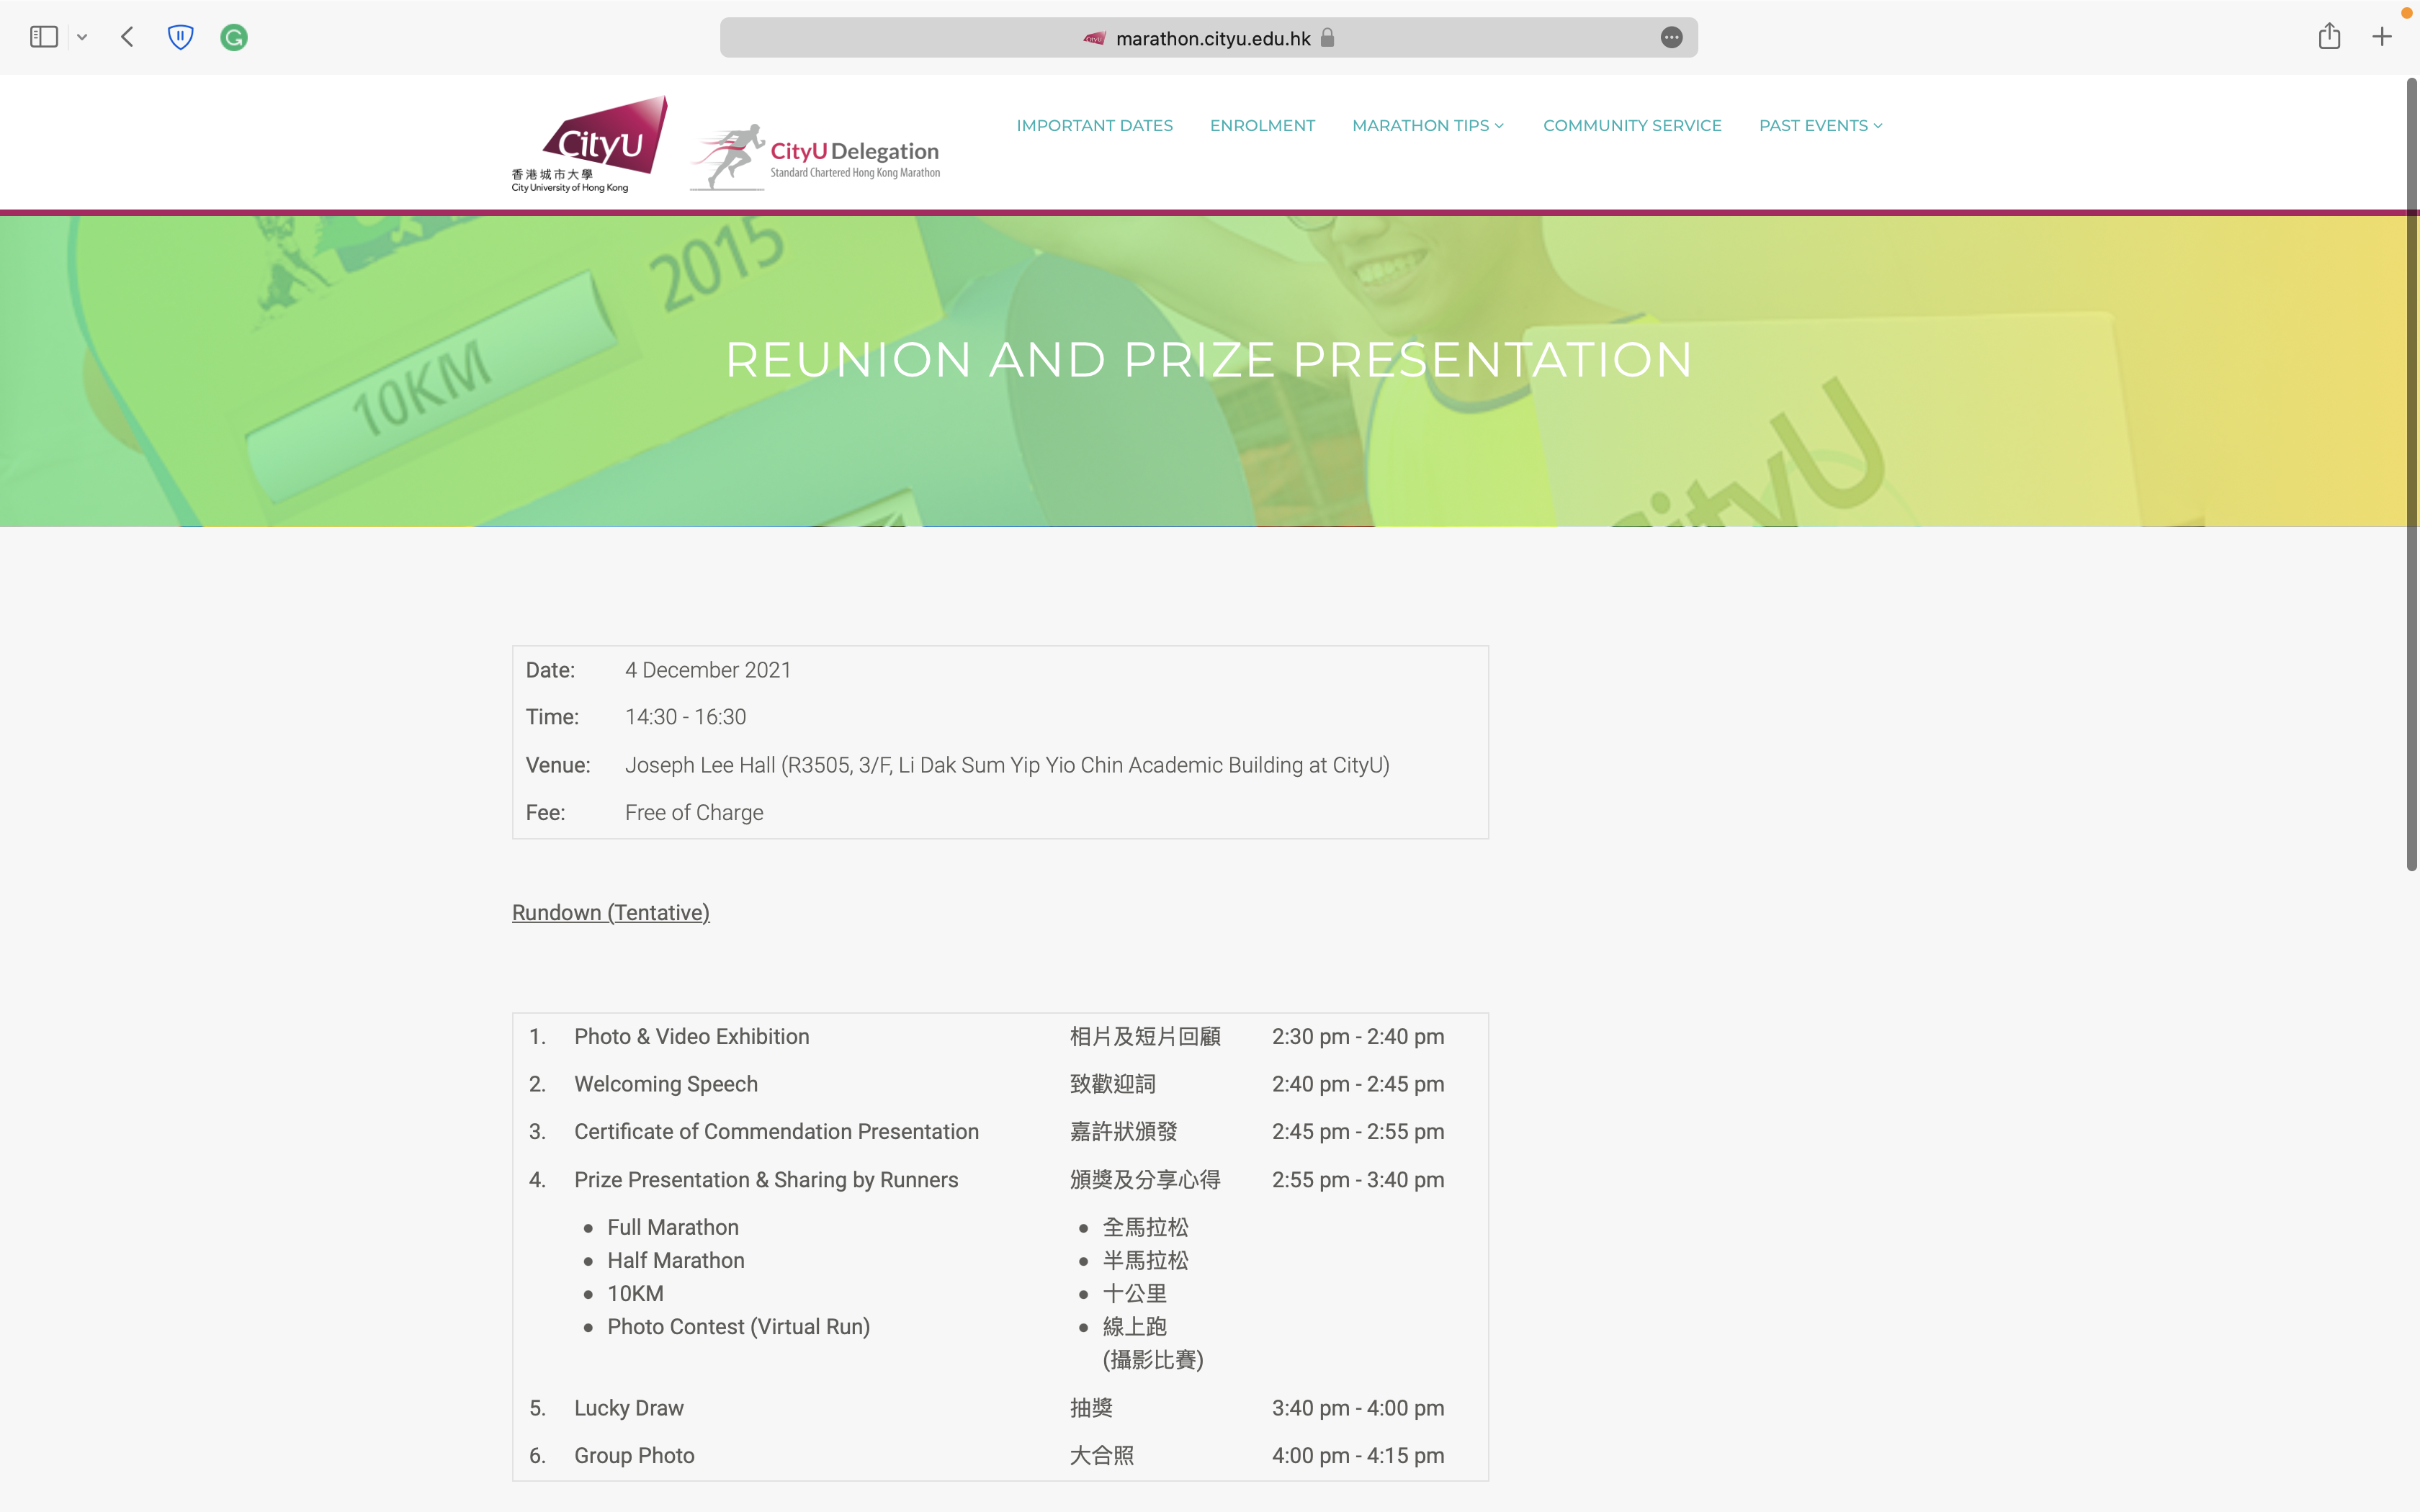 marathon.cityu.edu.hk
CityU
香港城市大學
City University of Hong Kong
CityU Delegation
Standard Chartered Hong Kong Marathon
IMPORTANT DATES ENROLMENT MARATHON TIPS COMMUNITY SERVICE PAST EVENTS
2015
10KM
REUNION AND PRIZE PRESENTATION
CityU
Date: 4 December 2021
Time: 14:30 - 16:30
Venue: Joseph Lee Hall (R3505, 3/F, Li Dak Sum Yip Yio Chin Academic Building at CityU)
Fee: Free of Charge
Rundown (Tentative)
1. Photo & Video Exhibition 相片及短片回顧 2:30 pm - 2:40 pm
2. Welcoming Speech 致歡迎詞 2:40 pm - 2:45 pm
3. Certificate of Commendation Presentation 嘉許狀頒發 2:45 pm - 2:55 pm
4. Prize Presentation & Sharing by Runners 頒獎及分享心得 2:55 pm - 3:40 pm
● Full Marathon ● 全馬拉松
● Half Marathon ● 半馬拉松
● 10KM ● 十公里
● Photo Contest (Virtual Run) ● 線上跑
(攝影比賽)
5. Lucky Draw 抽獎 3:40 pm - 4:00 pm
6. Group Photo 大合照 4:00 pm - 4:15 pm